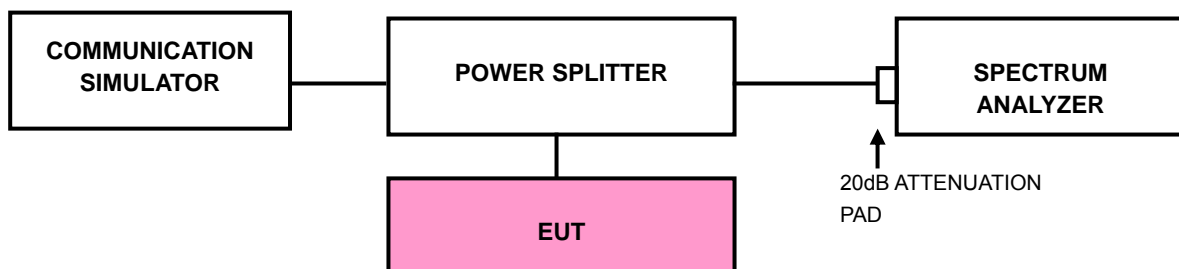 COMMUNICATION
SIMULATOR
POWER SPLITTER
SPECTRUM
ANALYZER
20dB ATTENUATION
PAD
EUT